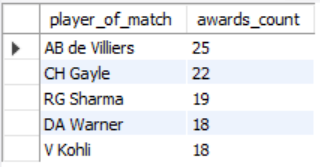 player_of_match awards_count
AB de Villiers 25
CH Gayle 22
RG Sharma 19
DA Warner 18
V Kohli 18